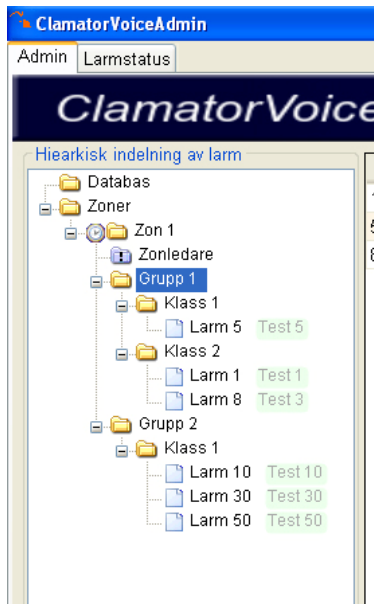 ClamatorVoiceAdmin
Admin Larmstatus
ClamatorVoice
Hiearkisk indelning av larm
Databas
Zoner
Zon 1
Zonledare
Grupp 1
Klass 1
Larm 5 Test 5
Klass 2
Larm 1 Test 1
Larm 8 Test 3
Grupp 2
Klass 1
Larm 10 Test 10
Larm 30 Test 30
Larm 50 Test 50